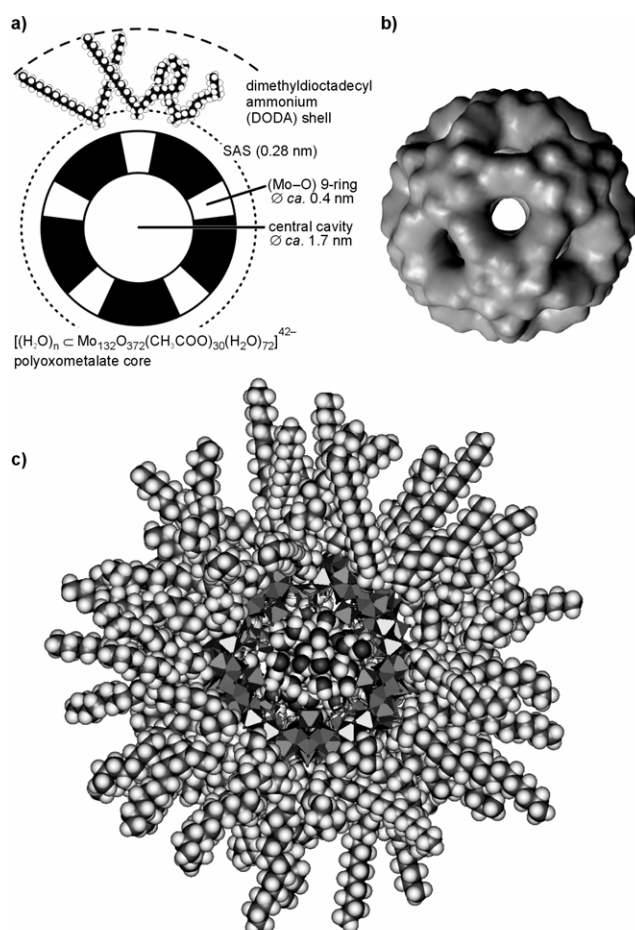 a)
b)
dimethyldioctadecyl
ammonium
(DODA) shell
SAS (0.28 nm)
(Mo–O) 9-ring
∅ ca. 0.4 nm
central cavity
∅ ca. 1.7 nm
[(H₂O)ₙ ⊂ Mo₁₃₂O₃₇₂(CH₃COO)₃₀(H₂O)₇₂]⁴²⁻
polyoxometalate core
c)